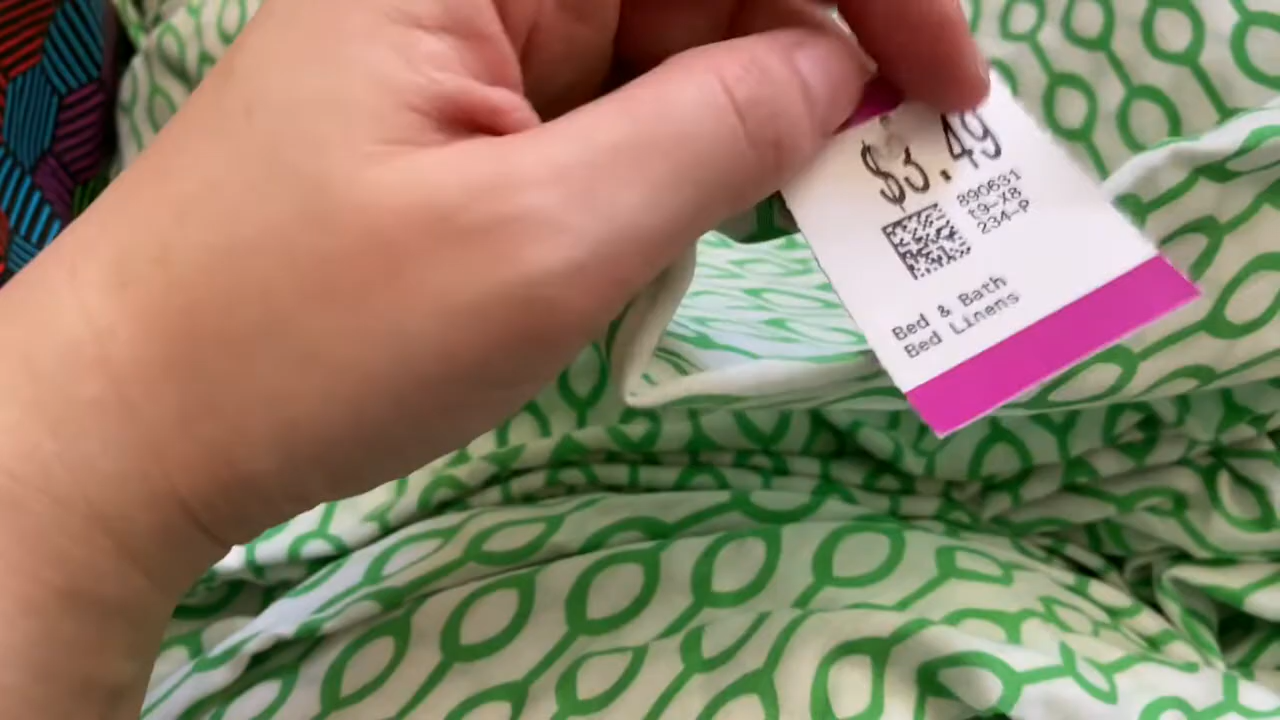 $3.49
890631
t9-X8
234-P
Bed & Bath
Bed Linens